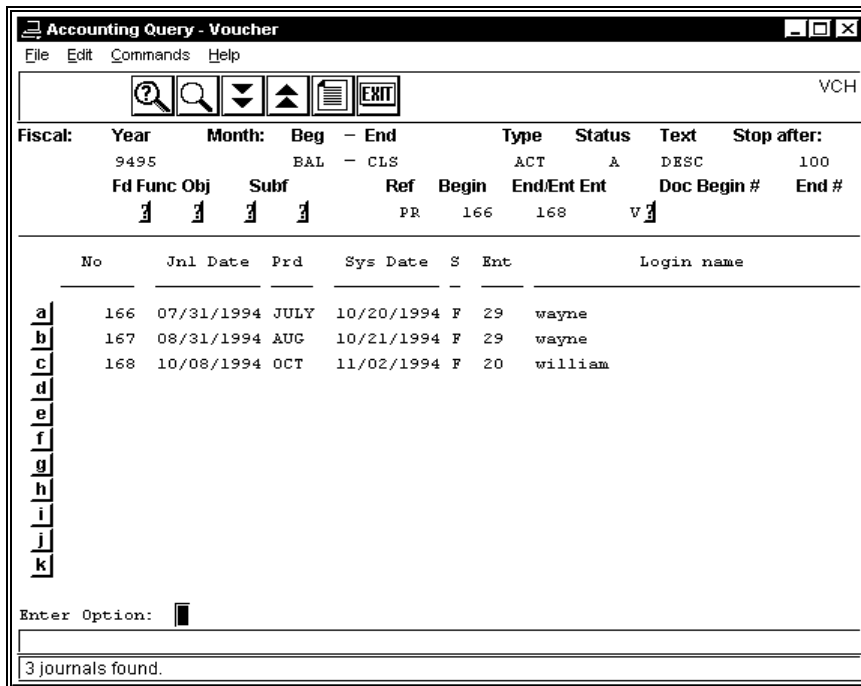 Accounting Query - Voucher
File Edit Commands Help
EXIT VCH
Fiscal: Year Month: Beg - End Type Status Text Stop after:
9495 BAL - CLS ACT A DESC 100
Fd Func Obj Subf Ref Begin End/Ent Ent Doc Begin # End #
? ? ? ? PR 166 168 V ?
No Jnl Date Prd Sys Date S Ent Login name
a 166 07/31/1994 JULY 10/20/1994 F 29 wayne
b 167 08/31/1994 AUG 10/21/1994 F 29 wayne
c 168 10/08/1994 OCT 11/02/1994 F 20 william
d
e
f
g
h
i
j
k
Enter Option:
3 journals found.